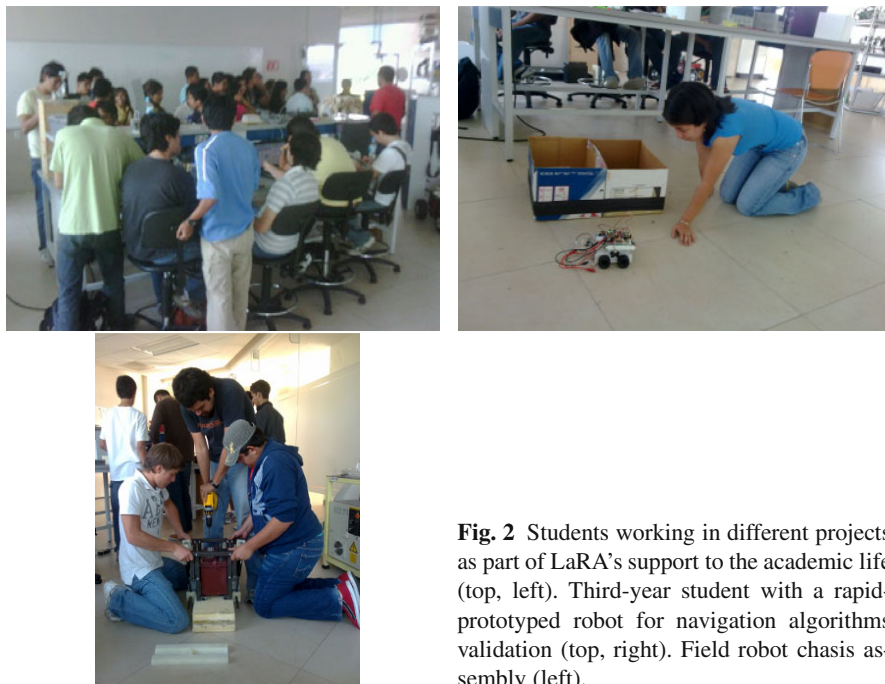 Fig. 2 Students working in different projects
as part of LaRA's support to the academic life
(top, left). Third-year student with a rapid-
prototyped robot for navigation algorithms
validation (top, right). Field robot chasis as-
sembly (left).